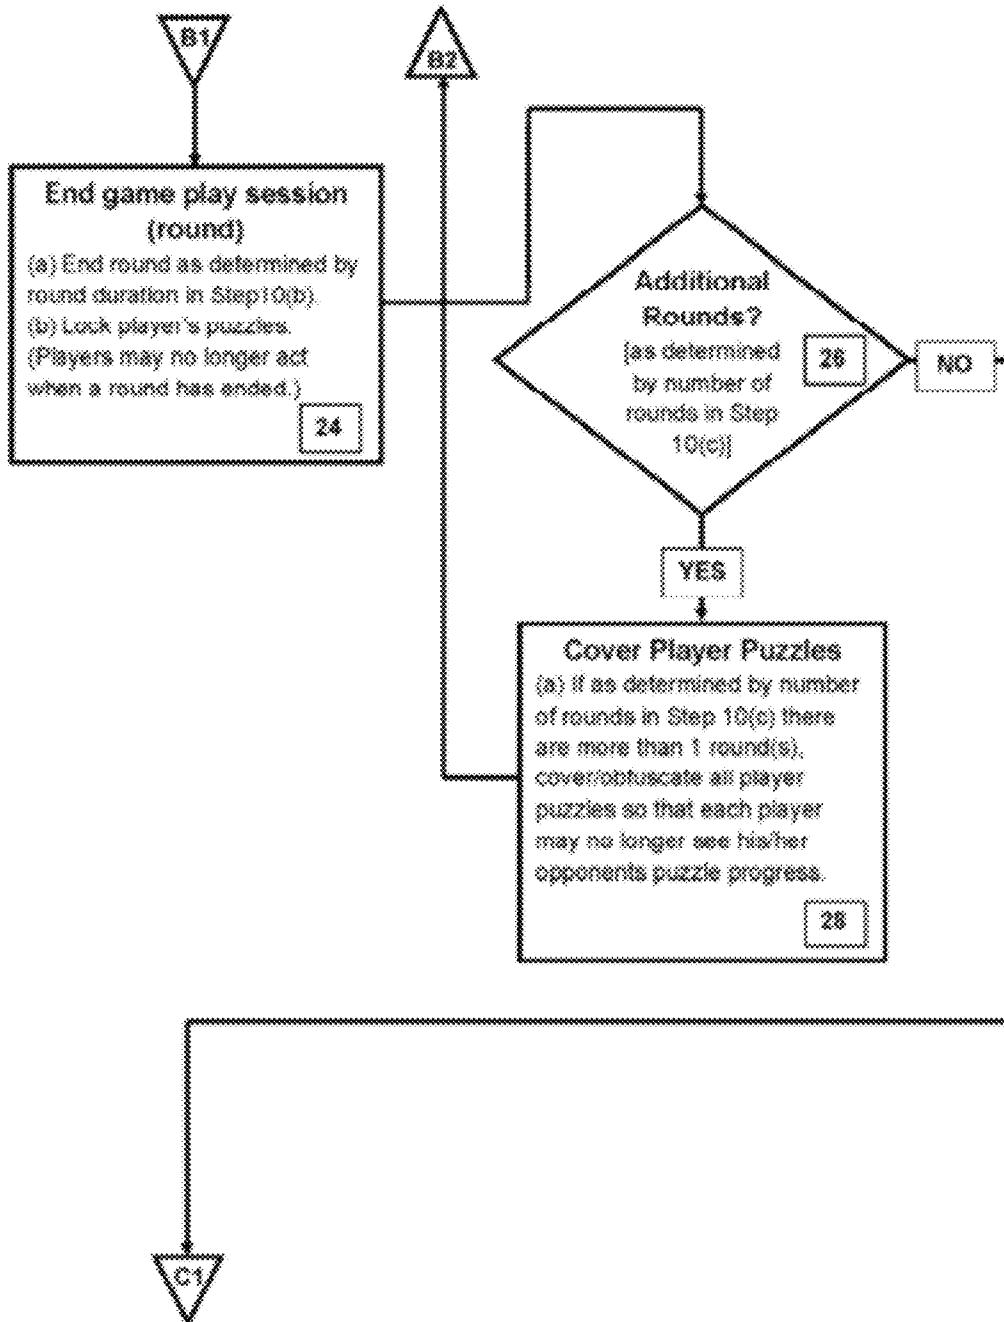 B1
B2
End game play session
(round)
(a) End round as determined by
round duration in Step10(b).
(b) Lock player's puzzles.
(Players may no longer act
when a round has ended.)
24
Additional
Rounds?
[as determined
by number of
rounds in Step
10(c)]
26
NO
YES
Cover Player Puzzles
(a) If as determined by number
of rounds in Step 10(c) there
are more than 1 round(s),
cover/obfuscate all player
puzzles so that each player
may no longer see his/her
opponents puzzle progress.
28
C1